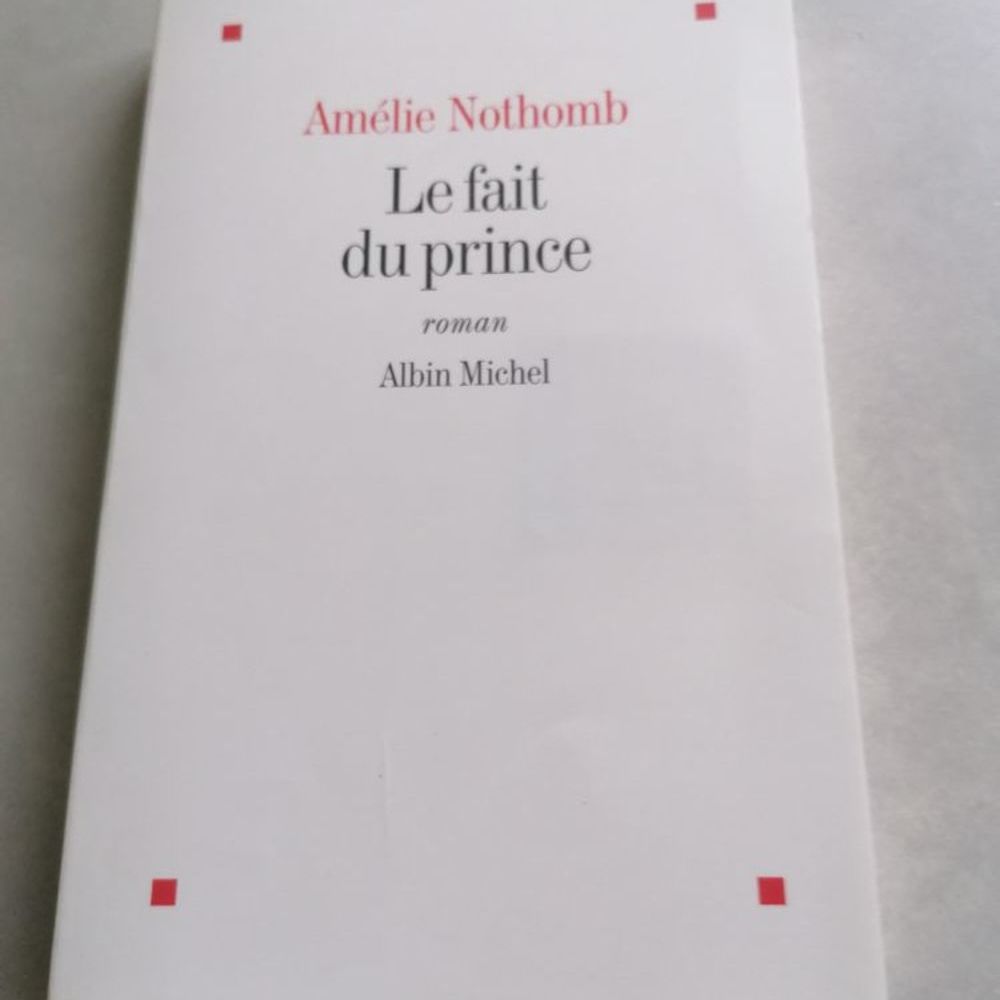 Amélie Nothomb
Le fait
du prince
roman
Albin Michel